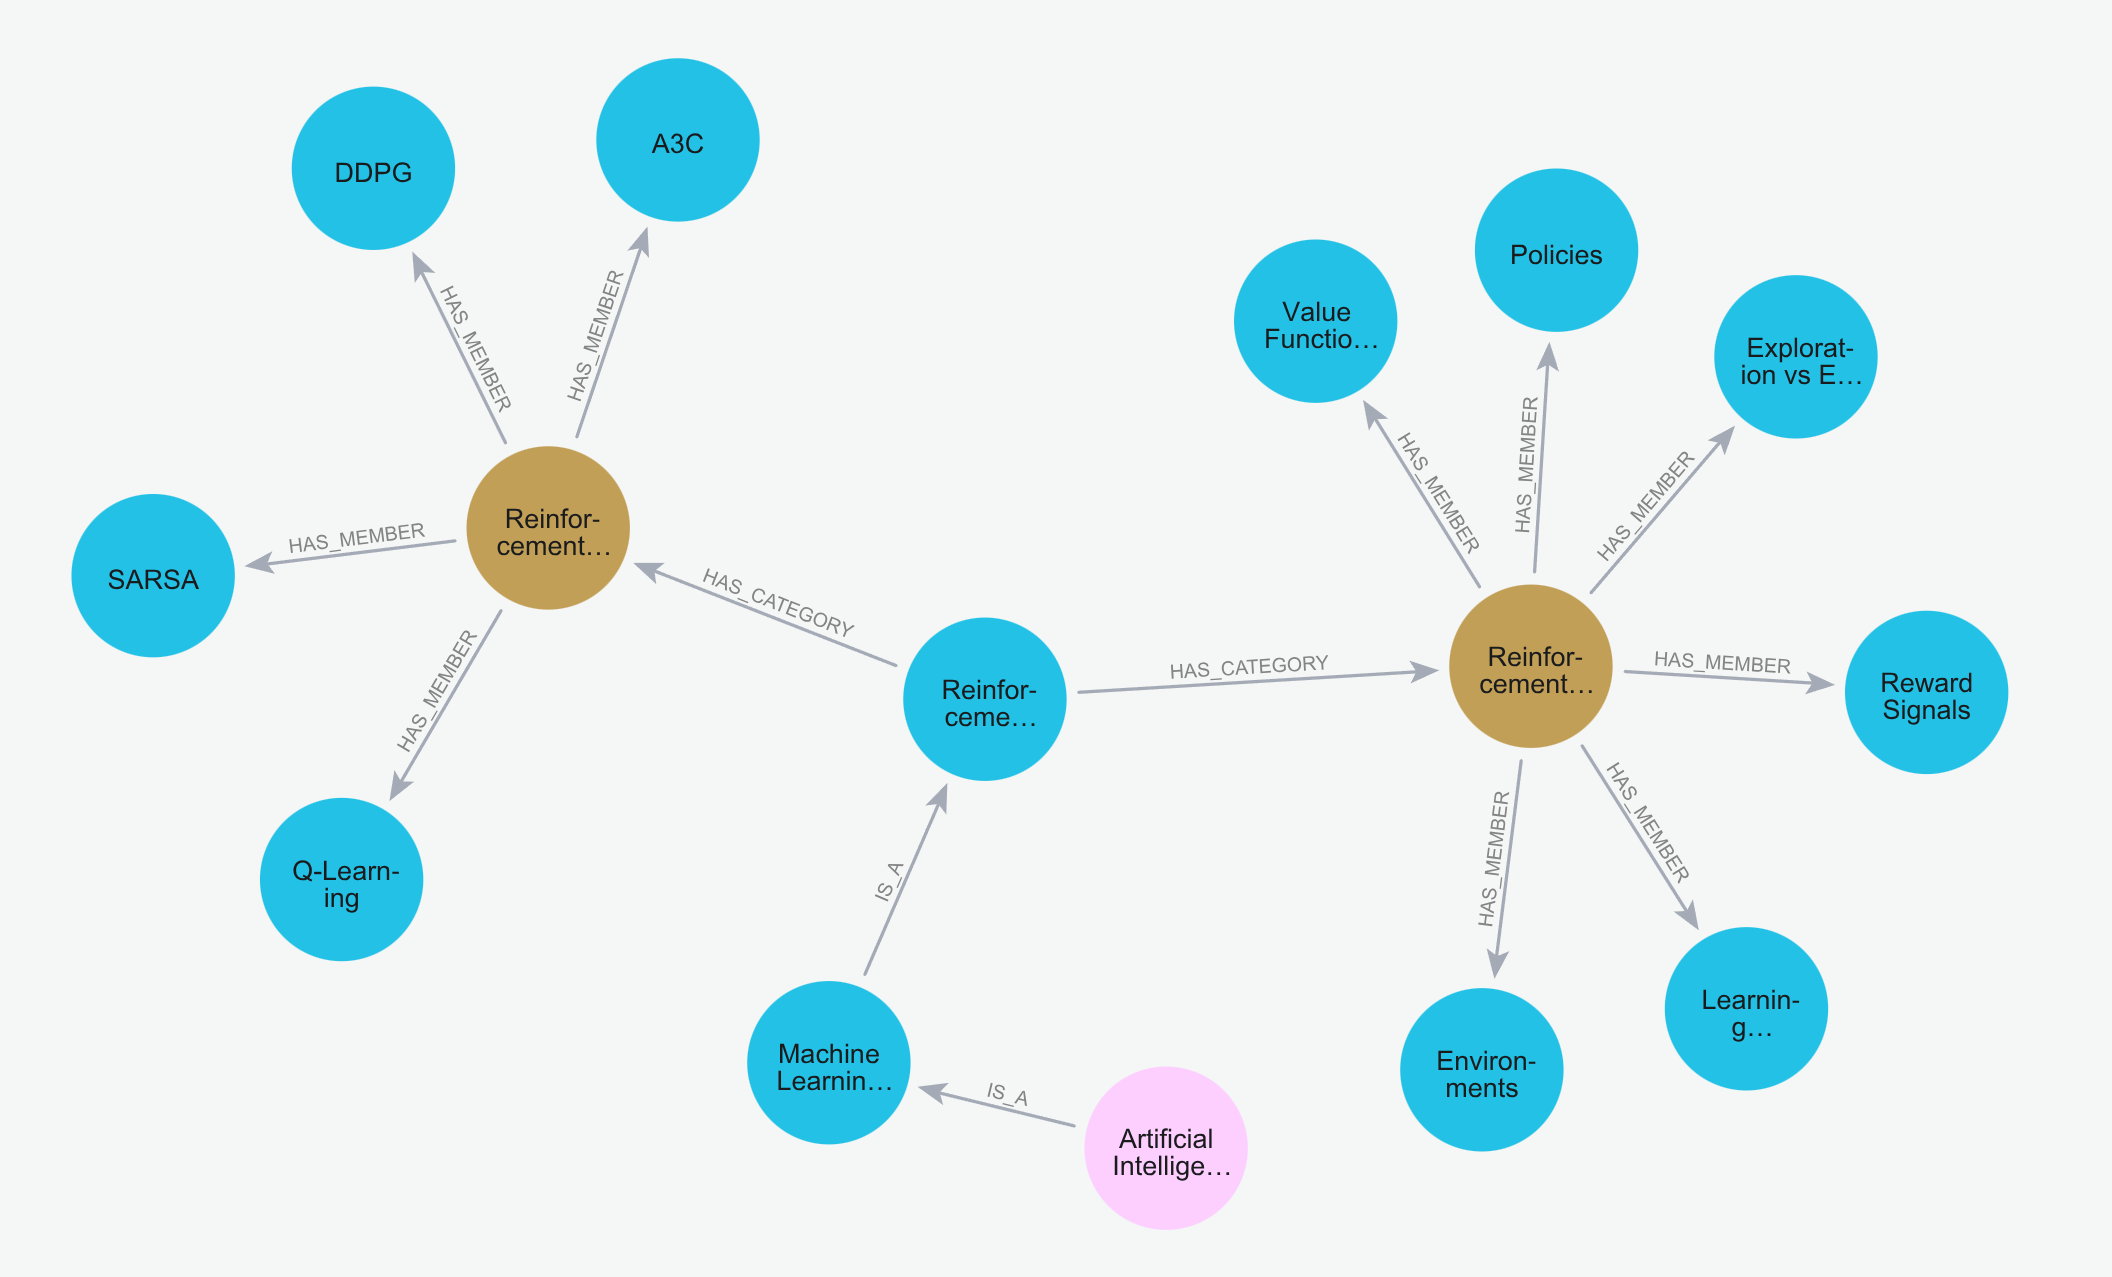 A3C
DDPG
HAS_MEMBER
HAS_MEMBER
Reinfor-
cement…
HAS_MEMBER
SARSA
HAS_MEMBER
Q-Learn-
ing
HAS_CATEGORY
Reinfor-
ceme…
HAS_CATEGORY
IS_A
Machine
Learnin…
IS_A
Artificial
Intellige…
Policies
Value
Functio…
Explorat-
ion vs E…
HAS_MEMBER
HAS_MEMBER
HAS_MEMBER
Reinfor-
cement…
HAS_MEMBER
Reward
Signals
HAS_MEMBER
HAS_MEMBER
Learnin-
g…
Environ-
ments